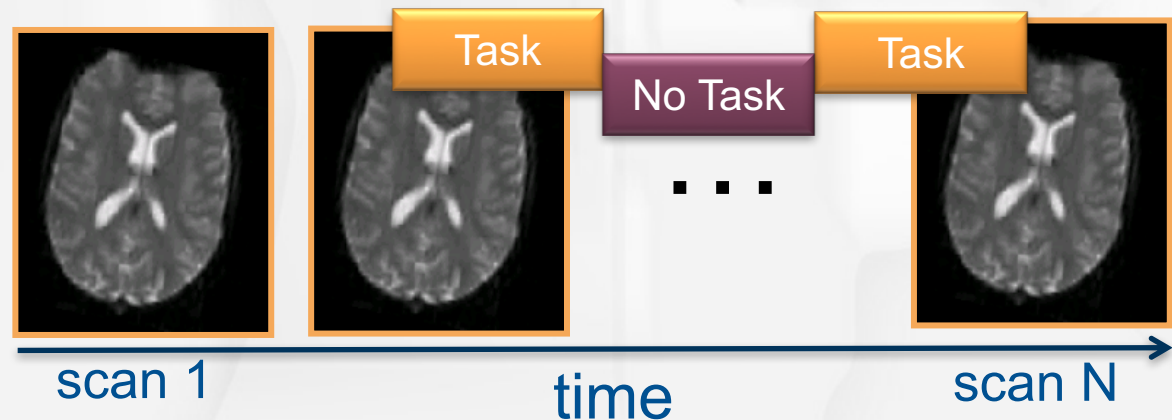 Task
No Task
Task
. . .
scan 1
time
scan N